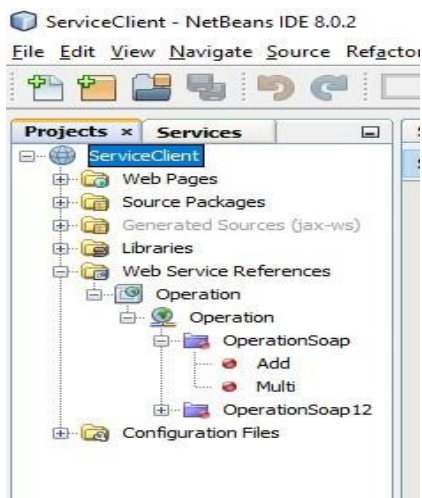 ServiceClient - NetBeans IDE 8.0.2
File Edit View Navigate Source Refactor
Projects × Services
ServiceClient
Web Pages
Source Packages
Generated Sources (jax-ws)
Libraries
Web Service References
Operation
Operation
OperationSoap
Add
Multi
OperationSoap12
Configuration Files